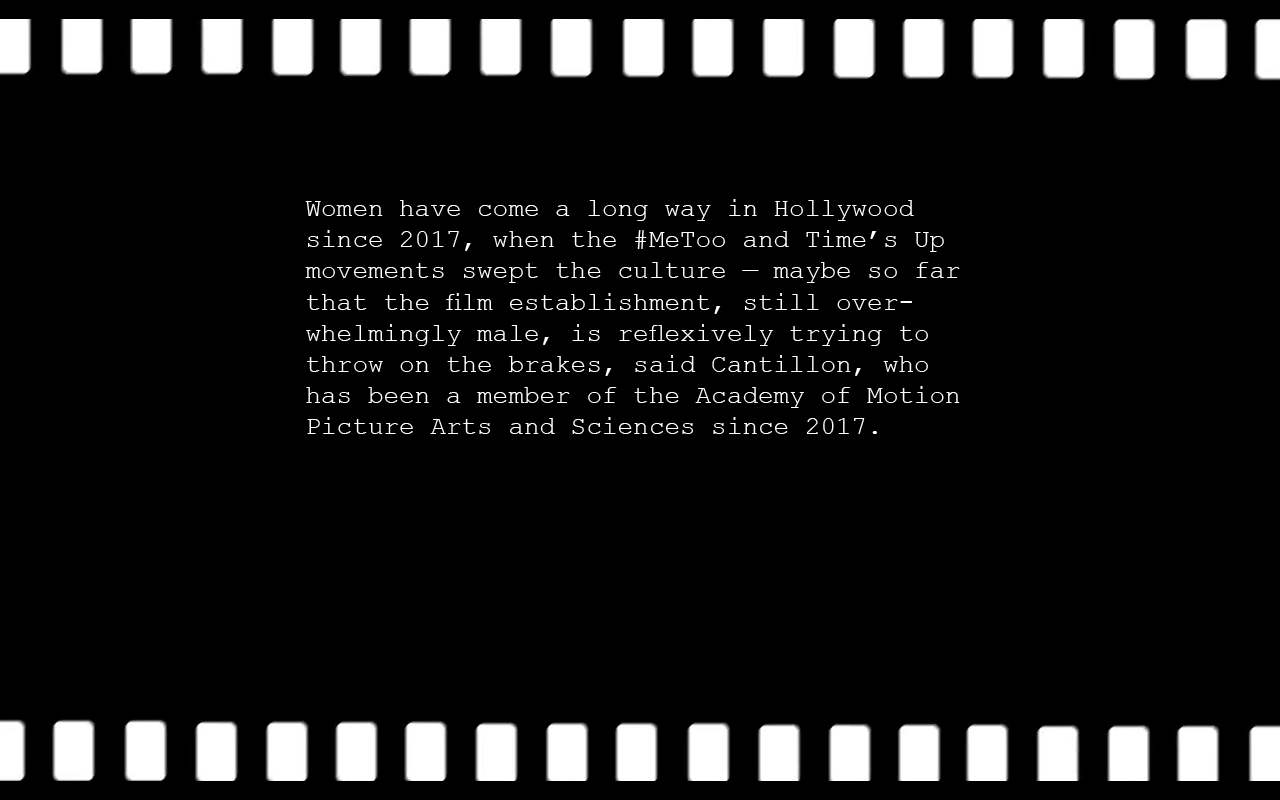 Women have come a long way in Hollywood
since 2017, when the #MeToo and Time’s Up
movements swept the culture — maybe so far
that the film establishment, still over-
whelmingly male, is reflexively trying to
throw on the brakes, said Cantillon, who
has been a member of the Academy of Motion
Picture Arts and Sciences since 2017.